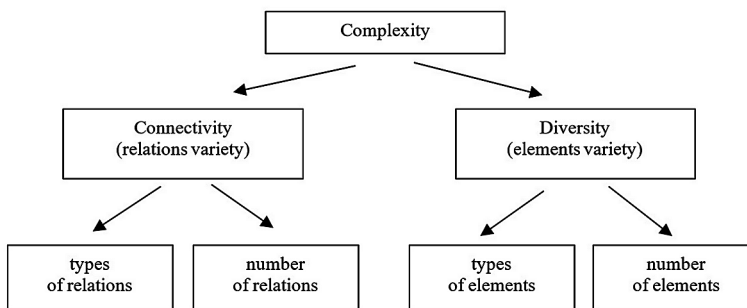 Complexity
Connectivity
(relations variety)
Diversity
(elements variety)
types
of relations
number
of relations
types
of elements
number
of elements